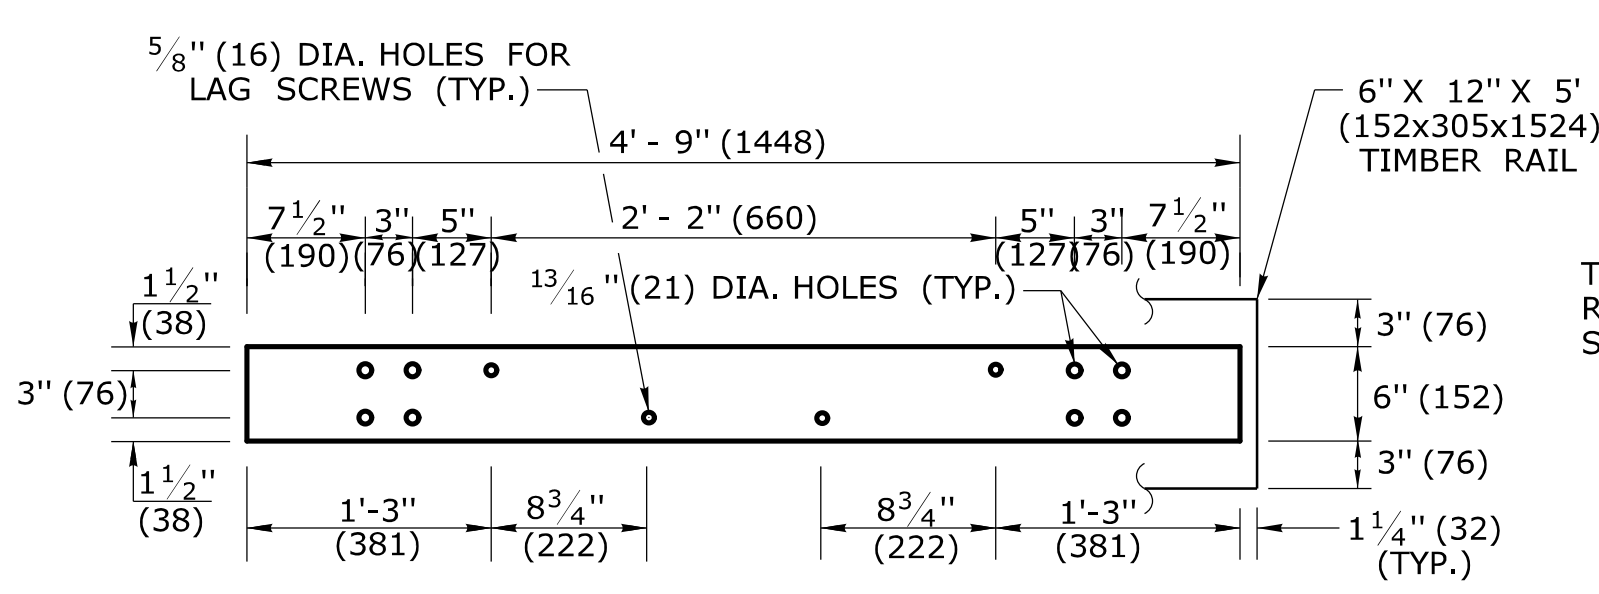 5/8" (16) DIA. HOLES FOR
LAG SCREWS (TYP.)
6" X 12" X 5'
(152x305x1524)
TIMBER RAIL
4' - 9" (1448)
7 1/2"
(190)
3"
(76)
5"
(127)
2' - 2" (660)
5"
(127)
3"
(76)
7 1/2"
(190)
13/16" (21) DIA. HOLES (TYP.)
1 1/2"
(38)
3" (76)
1 1/2"
(38)
3" (76)
6" (152)
3" (76)
T
R
S
1'-3"
(381)
8 3/4"
(222)
8 3/4"
(222)
1'-3"
(381)
1 1/4" (32)
(TYP.)